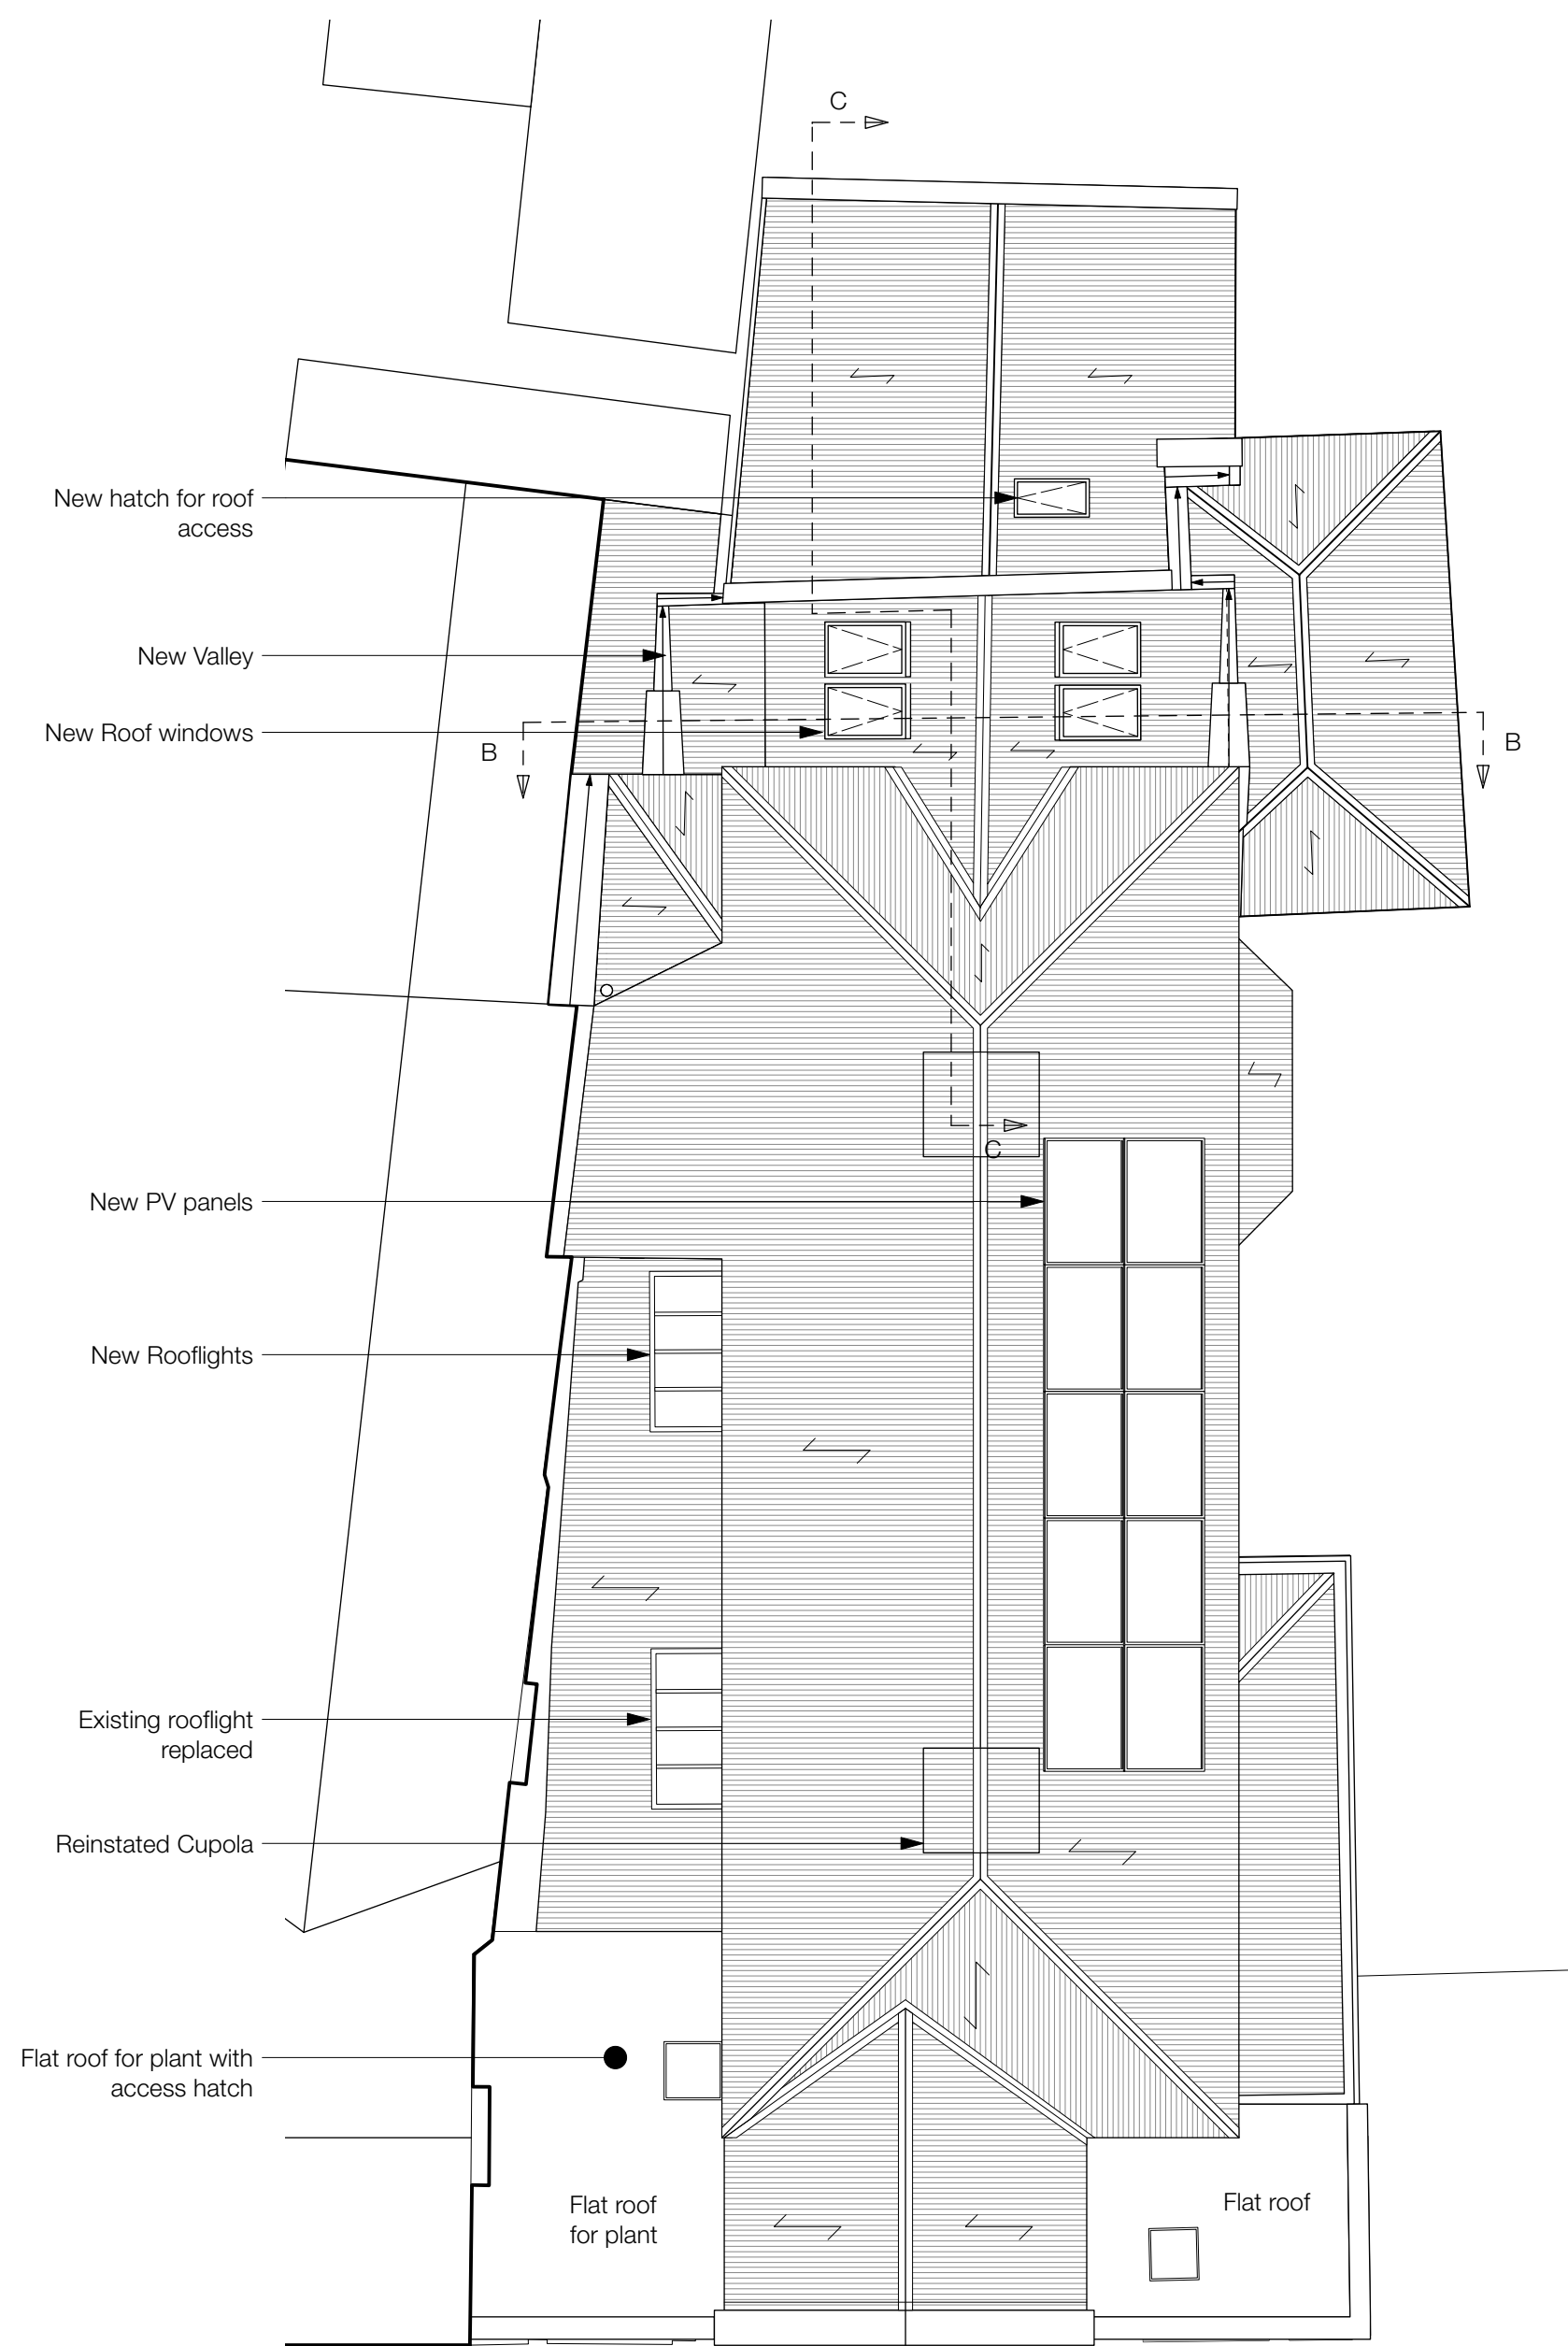 C
New hatch for roof
access
New Valley
New Roof windows
B
B
C
New PV panels
New Rooflights
Existing rooflight
replaced
Reinstated Cupola
Flat roof for plant with
access hatch
Flat roof
for plant
Flat roof